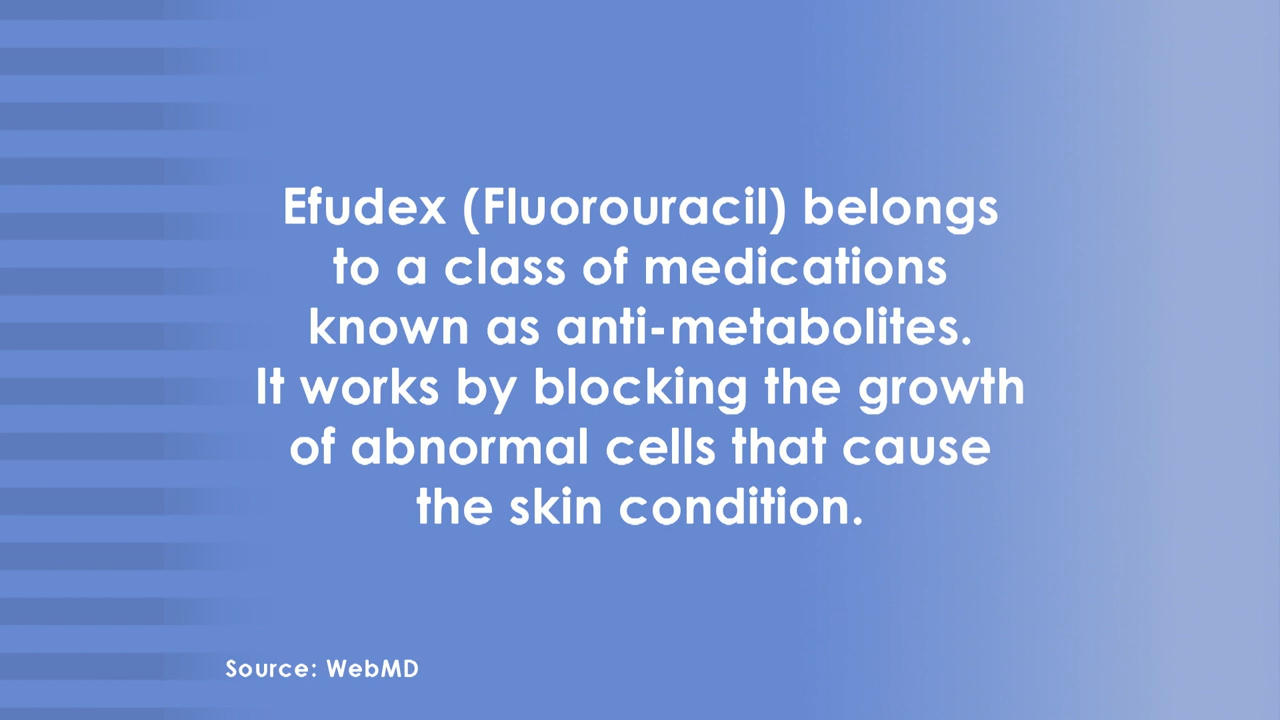 Efudex (Fluorouracil) belongs
to a class of medications
known as anti-metabolites.
It works by blocking the growth
of abnormal cells that cause
the skin condition.
Source: WebMD